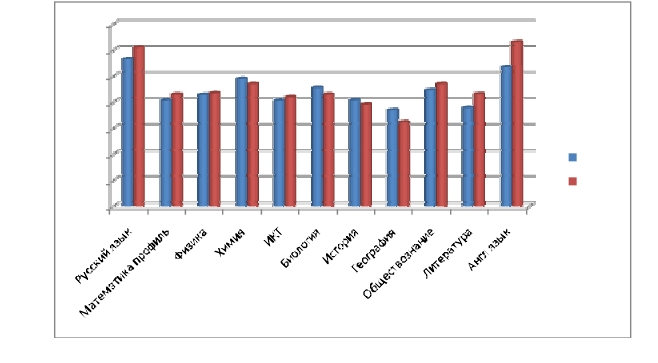 Русский язык
Математика профиль
Физика
Химия
ИКТ
Биология
История
География
Обществознание
Литература
Англ.язык